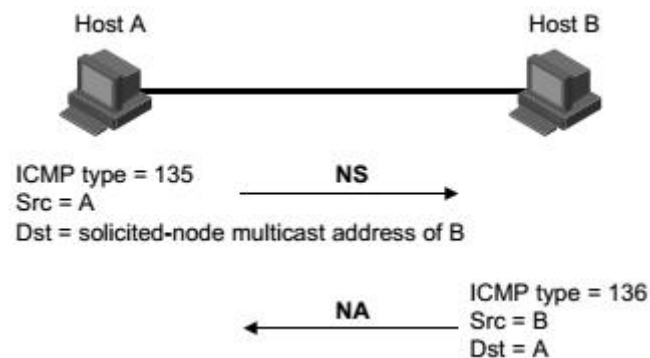 Host A
Host B
ICMP type = 135
Src = A
Dst = solicited-node multicast address of B
NS
NA
ICMP type = 136
Src = B
Dst = A